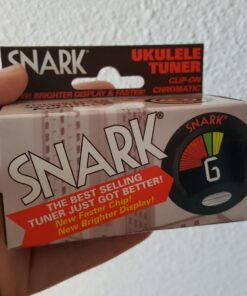 SNARK®
UKULELE
TUNER
CLIP-ON
CHROMATIC
BRIGHTER DISPLAY & FASTER!
SNARK®
THE BEST SELLING
TUNER JUST GOT BETTER!
New Faster Chip!
New Brighter Display!
SNARK®
G